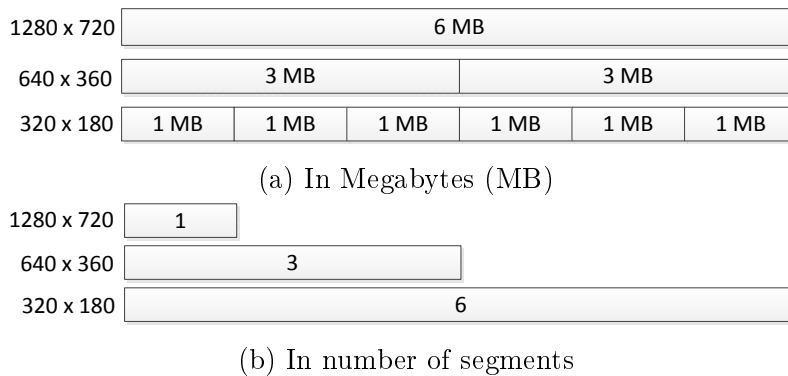 1280 x 720 6 MB
640 x 360 3 MB 3 MB
320 x 180 1 MB 1 MB 1 MB 1 MB 1 MB 1 MB
(a) In Megabytes (MB)
1280 x 720 1
640 x 360 3
320 x 180 6
(b) In number of segments